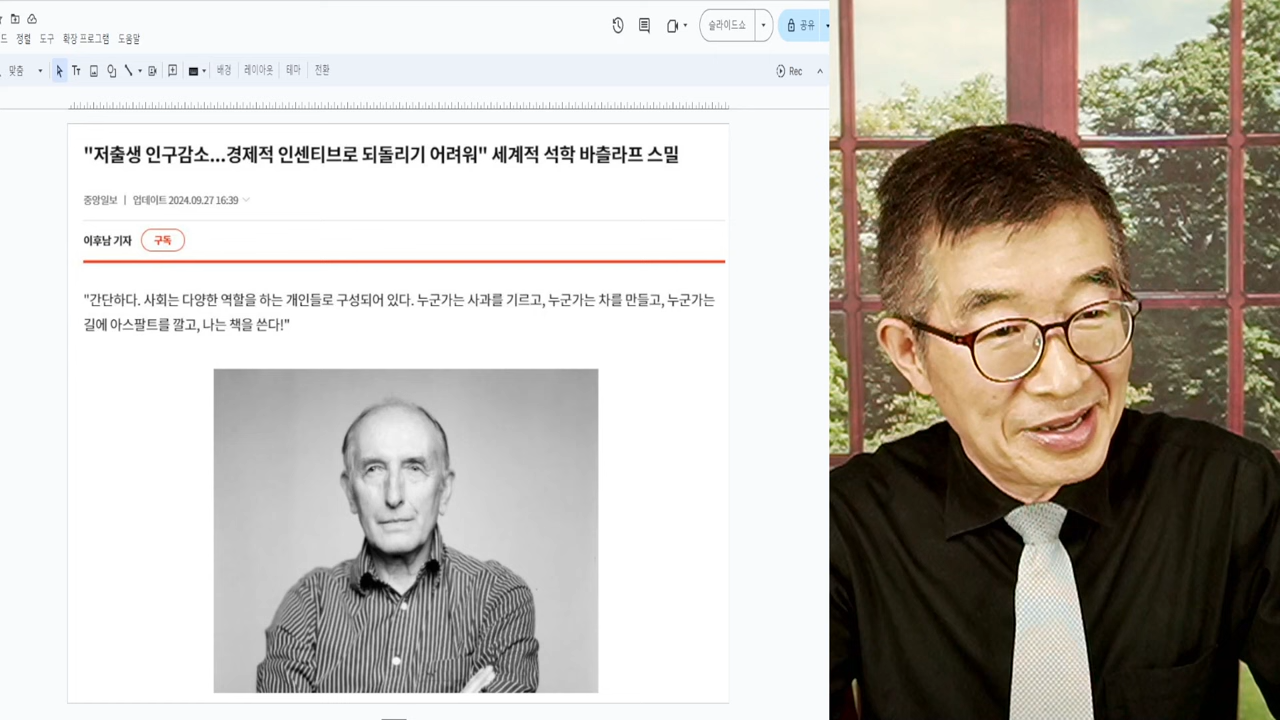 정렬 도구 확장 프로그램 도움말
슬라이드쇼
공유
맞춤 Tт 배경 레이아웃 테마 전환
Rec
"저출생 인구감소...경제적 인센티브로 되돌리기 어려워" 세계적 석학 바츨라프 스밀
중앙일보 | 업데이트 2024.09.27 16:39
이후남 기자 구독
"간단하다. 사회는 다양한 역할을 하는 개인들로 구성되어 있다. 누군가는 사과를 기르고, 누군가는 차를 만들고, 누군가는
길에 아스팔트를 깔고, 나는 책을 쓴다!"